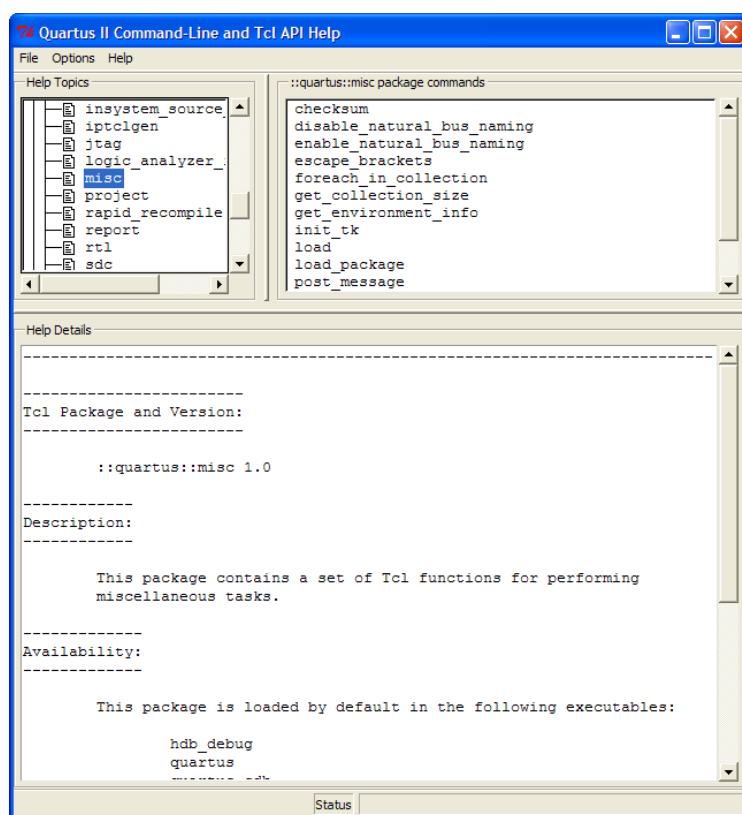 Quartus II Command-Line and Tcl API Help
File Options Help
Help Topics
insystem_source_
iptclgen
jtag
logic_analyzer_
misc
project
rapid_recompile
report
rtl
sdc
::quartus::misc package commands
checksum
disable_natural_bus_naming
enable_natural_bus_naming
escape_brackets
foreach_in_collection
get_collection_size
get_environment_info
init_tk
load
load_package
post_message
Help Details
---------------------------------------------------------------------------
------------------------
Tcl Package and Version:
------------------------
::quartus::misc 1.0
------------
Description:
------------
This package contains a set of Tcl functions for performing
miscellaneous tasks.
-------------
Availability:
-------------
This package is loaded by default in the following executables:
hdb_debug
quartus
Status